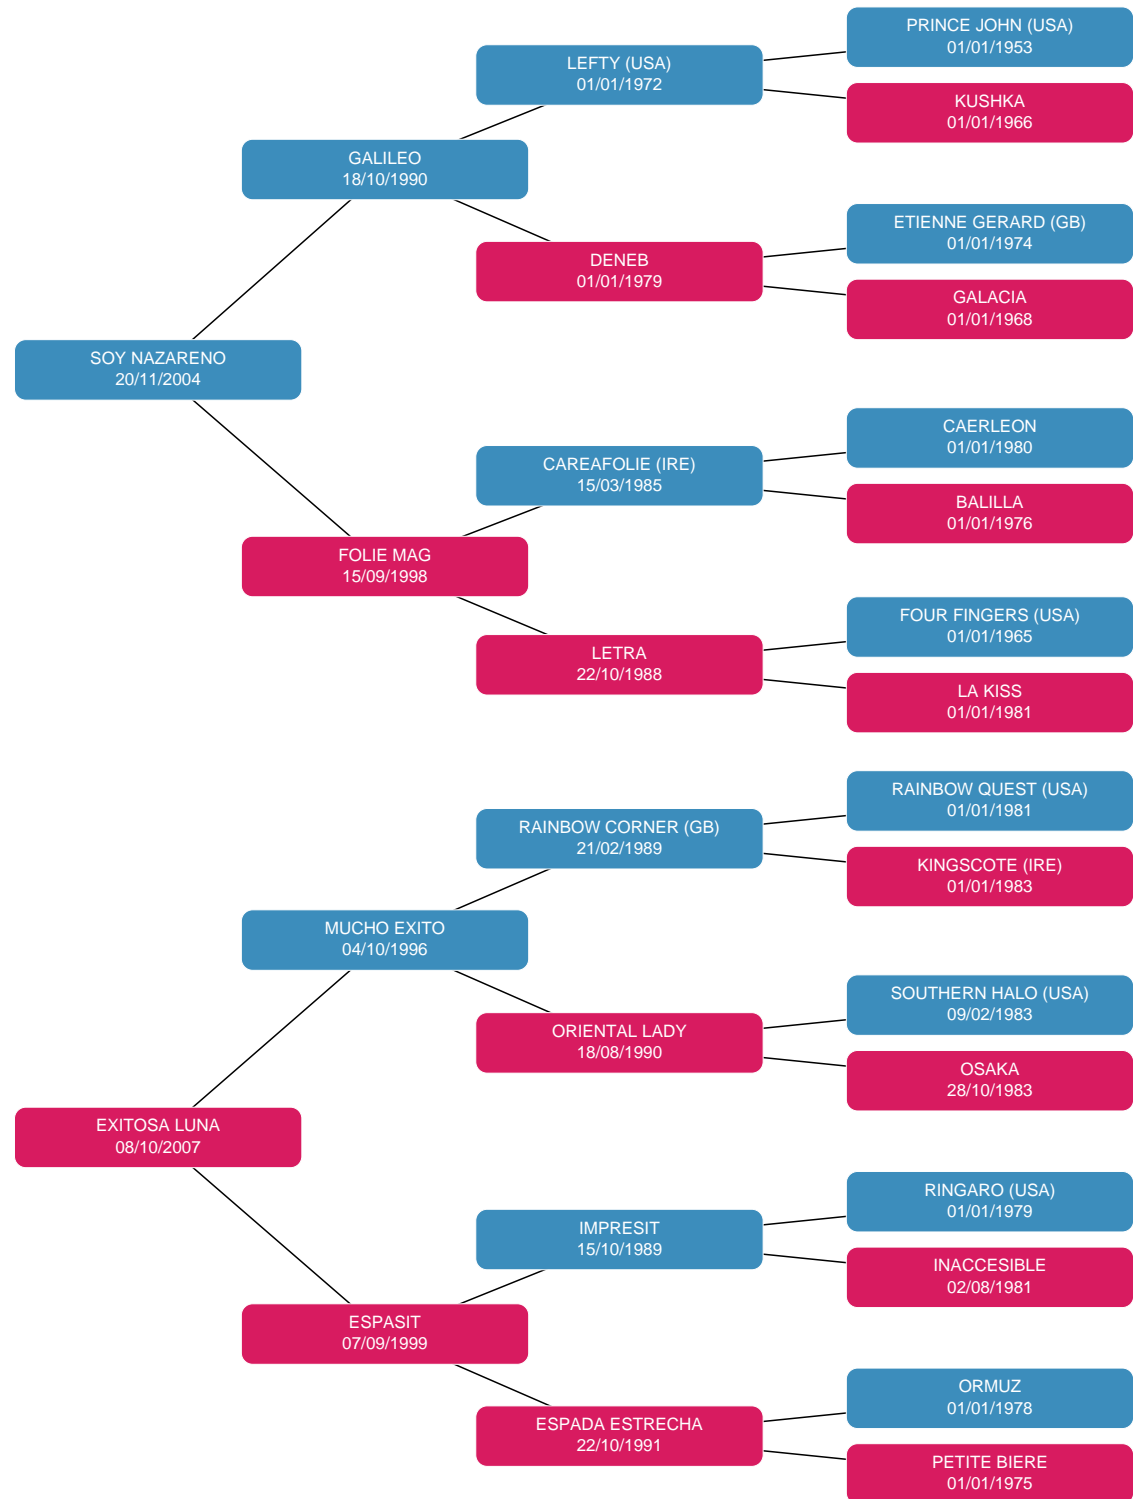 PRINCE JOHN (USA)
01/01/1953
LEFTY (USA)
01/01/1972
KUSHKA
01/01/1966
GALILEO
18/10/1990
ETIENNE GERARD (GB)
01/01/1974
DENEB
01/01/1979
GALACIA
01/01/1968
SOY NAZARENO
20/11/2004
CAERLEON
01/01/1980
CAREAFOLIE (IRE)
15/03/1985
BALILLA
01/01/1976
FOLIE MAG
15/09/1998
FOUR FINGERS (USA)
01/01/1965
LETRA
22/10/1988
LA KISS
01/01/1981
RAINBOW QUEST (USA)
01/01/1981
RAINBOW CORNER (GB)
21/02/1989
KINGSCOTE (IRE)
01/01/1983
MUCHO EXITO
04/10/1996
SOUTHERN HALO (USA)
09/02/1983
ORIENTAL LADY
18/08/1990
OSAKA
28/10/1983
EXITOSA LUNA
08/10/2007
RINGARO (USA)
01/01/1979
IMPRESIT
15/10/1989
INACCESIBLE
02/08/1981
ESPASIT
07/09/1999
ORMUZ
01/01/1978
ESPADA ESTRECHA
22/10/1991
PETITE BIERE
01/01/1975